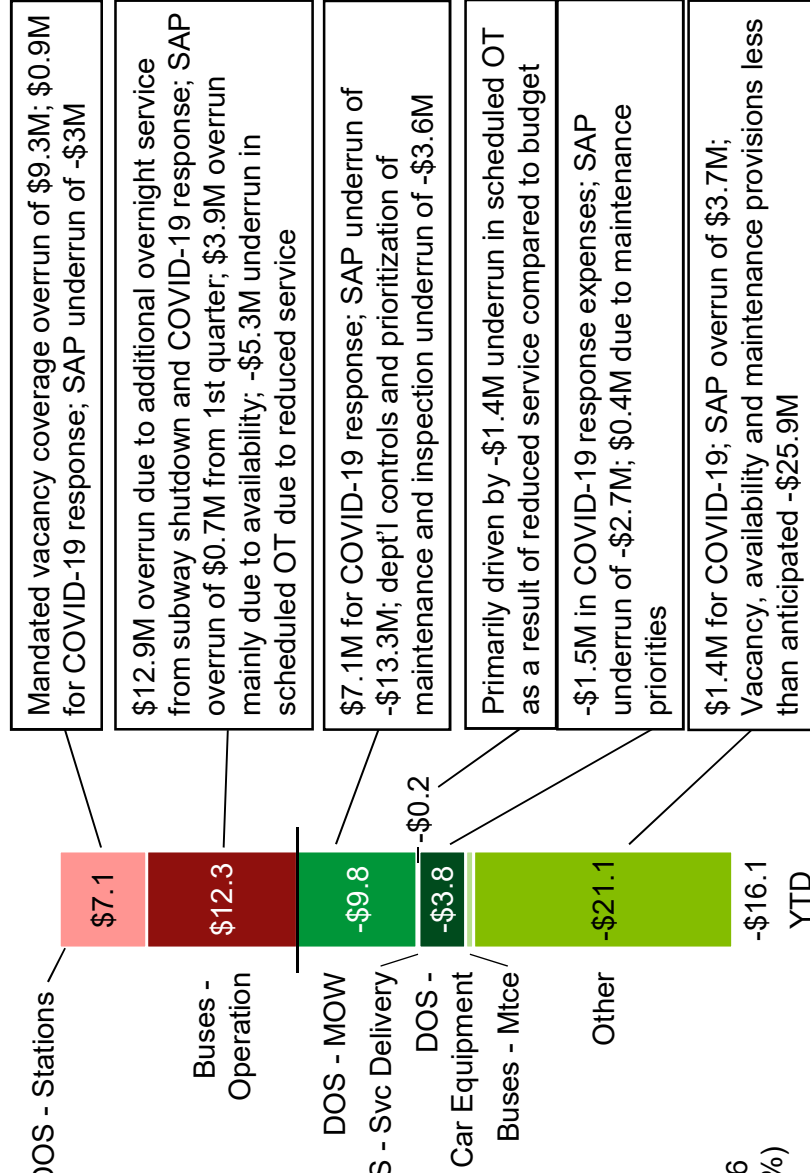 Mandated vacancy coverage overrun of $9.3M; $0.9M
for COVID-19 response; SAP underrun of -$3M
$12.9M overrun due to additional overnight service
from subway shutdown and COVID-19 response; SAP
overrun of $0.7M from 1st quarter; $3.9M overrun
mainly due to availability; -$5.3M underrun in
scheduled OT due to reduced service
$7.1M for COVID-19 response; SAP underrun of
-$13.3M; dept'l controls and prioritization of
maintenance and inspection underrun of -$3.6M
Primarily driven by -$1.4M underrun in scheduled OT
as a result of reduced service compared to budget
-$1.5M in COVID-19 response expenses; SAP
underrun of -$2.7M; $0.4M due to maintenance
priorities
$1.4M for COVID-19; SAP overrun of $3.7M;
Vacancy, availability and maintenance provisions less
than anticipated -$25.9M
$7.1
$12.3
-$9.8
-$0.2
-$3.8
-$21.1
-$16.1
YTD
DOS - Stations
Buses -
Operation
DOS - MOW
S - Svc Delivery
DOS -
Car Equipment
Buses - Mtce
Other
6
%)